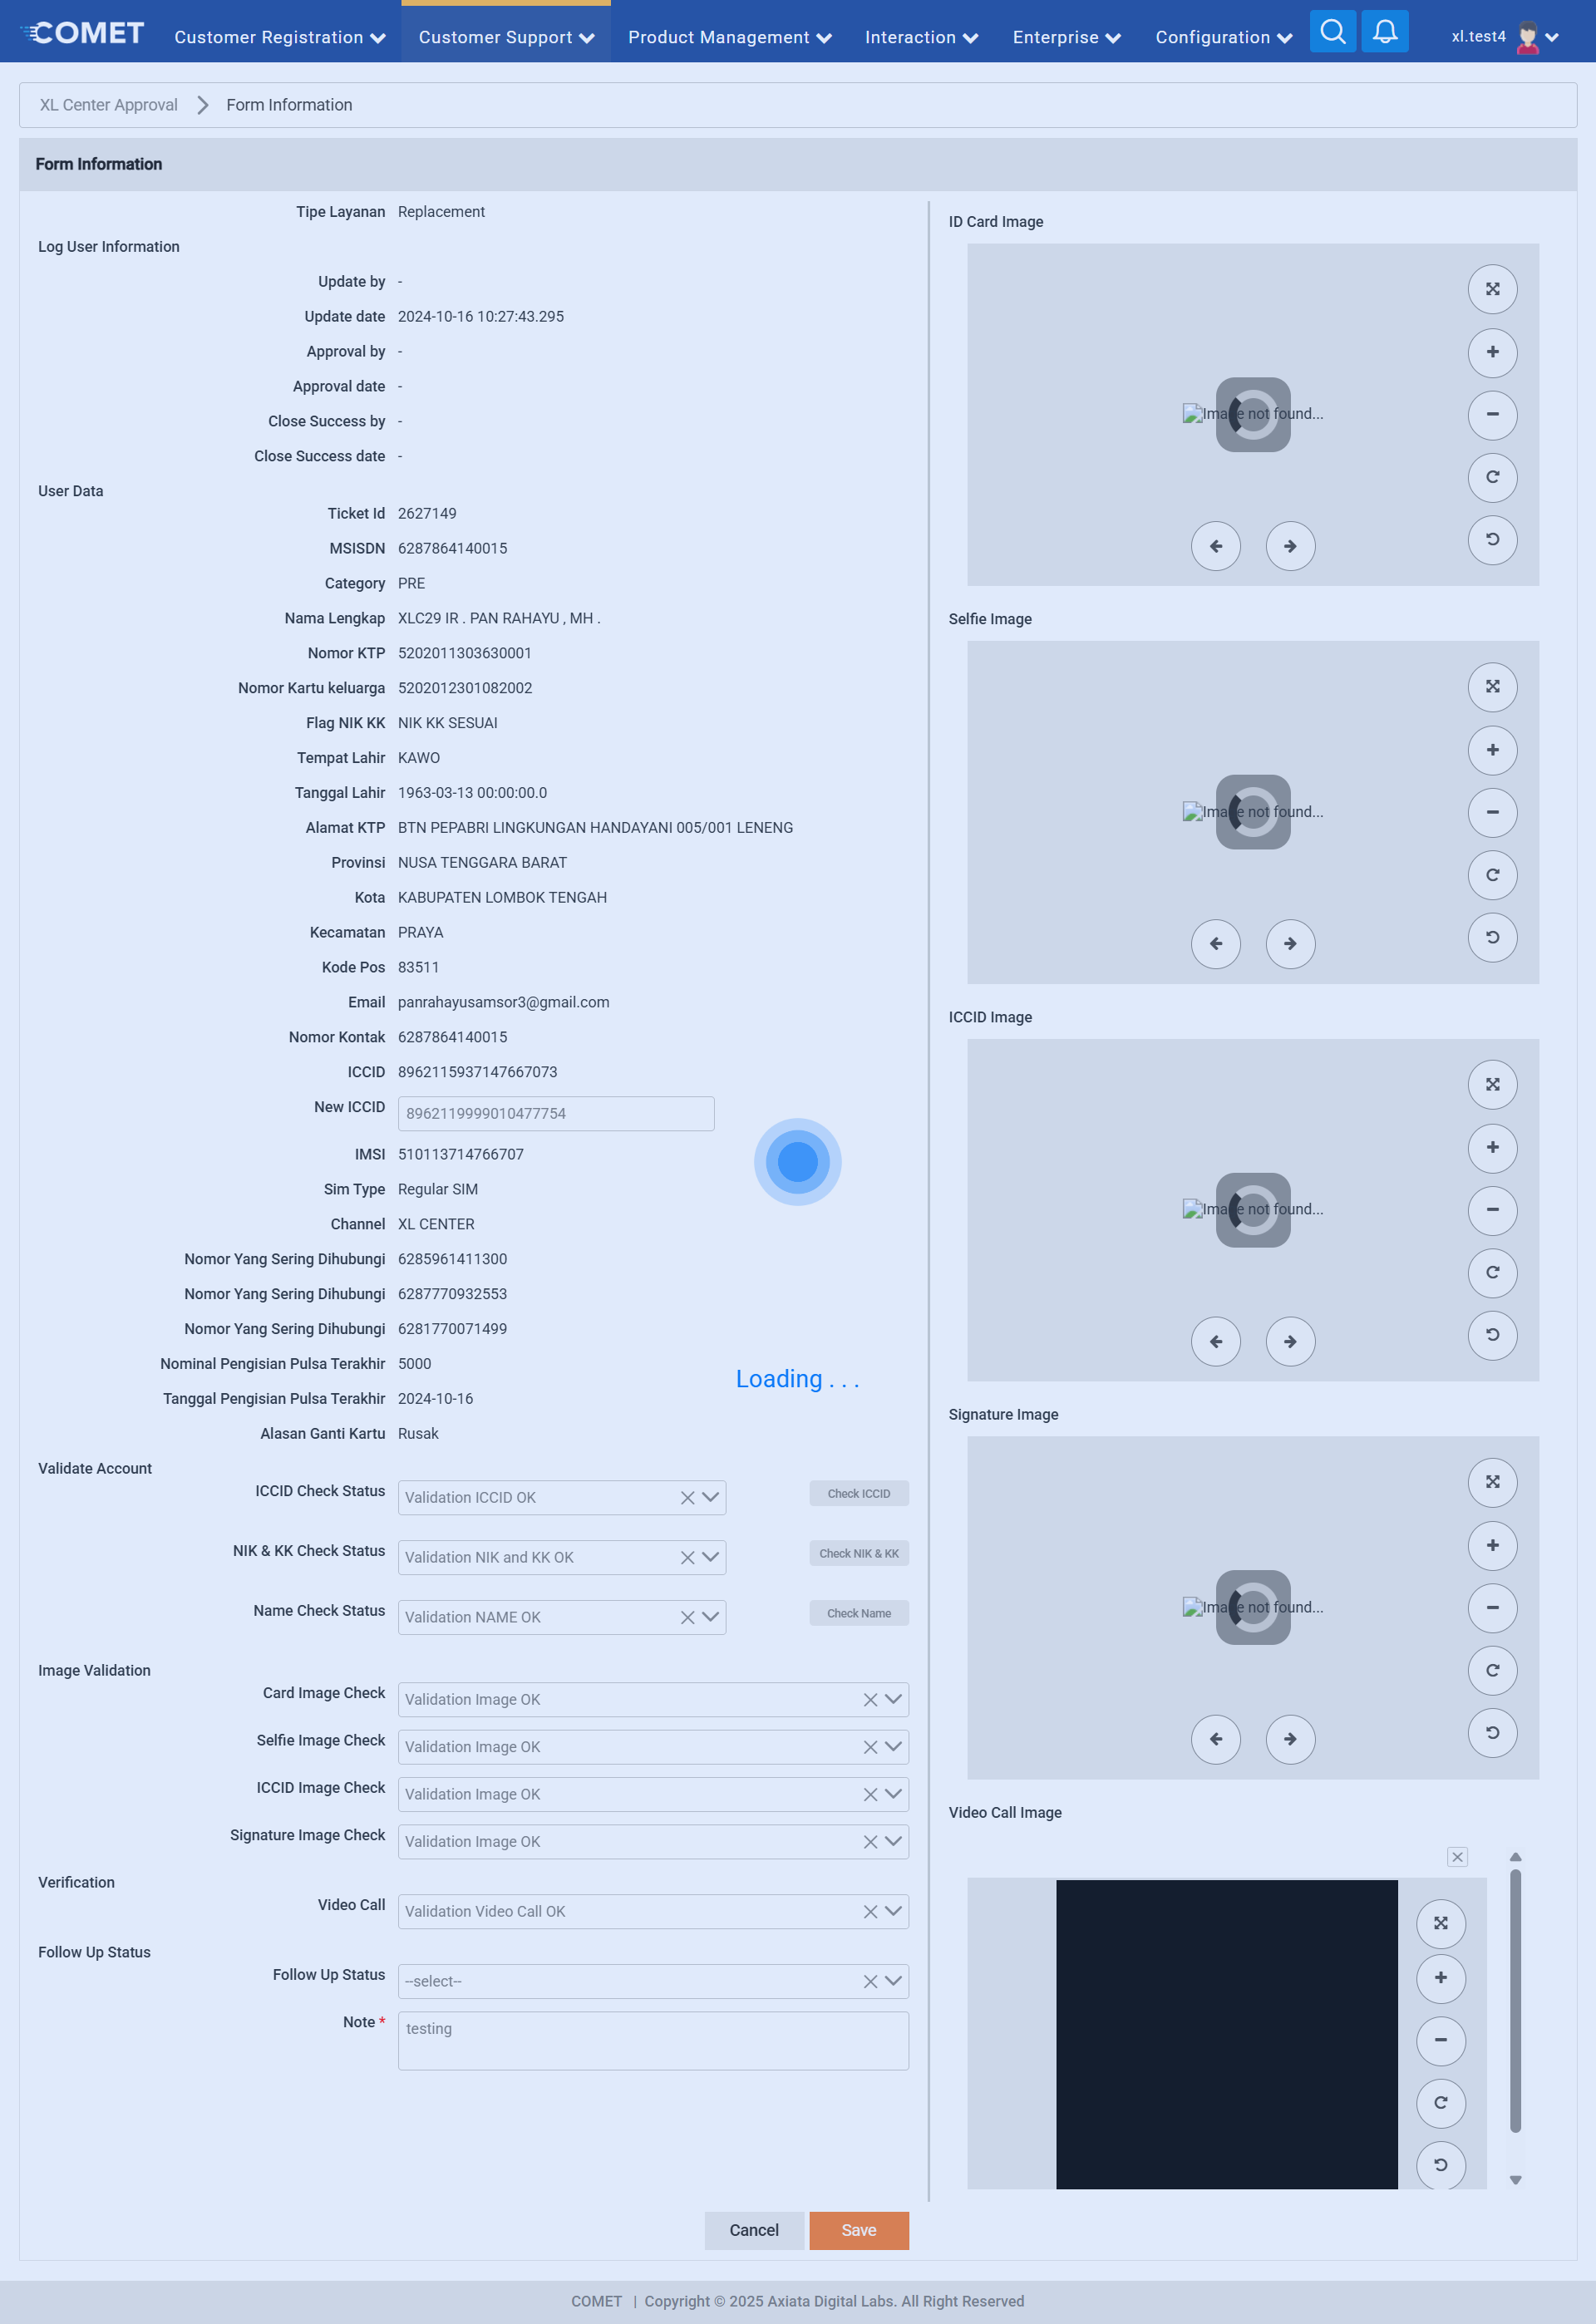 COMET
Customer Registration
Customer Support
Product Management
Interaction
Enterprise
Configuration
xl.test4
XL Center Approval
Form Information
Form Information
Tipe Layanan Replacement
Log User Information
Update by -
Update date 2024-10-16 10:27:43.295
Approval by -
Approval date -
Close Success by -
Close Success date -
User Data
Ticket Id 2627149
MSISDN 6287864140015
Category PRE
Nama Lengkap XLC29 IR . PAN RAHAYU , MH .
Nomor KTP 5202011303630001
Nomor Kartu keluarga 5202012301082002
Flag NIK KK NIK KK SESUAI
Tempat Lahir KAWO
Tanggal Lahir 1963-03-13 00:00:00.0
Alamat KTP BTN PEPABRI LINGKUNGAN HANDAYANI 005/001 LENENG
Provinsi NUSA TENGGARA BARAT
Kota KABUPATEN LOMBOK TENGAH
Kecamatan PRAYA
Kode Pos 83511
Email panrahayusamsor3@gmail.com
Nomor Kontak 6287864140015
ICCID 8962115937147667073
New ICCID 8962119999010477754
IMSI 510113714766707
Sim Type Regular SIM
Channel XL CENTER
Nomor Yang Sering Dihubungi 6285961411300
Nomor Yang Sering Dihubungi 6287770932553
Nomor Yang Sering Dihubungi 6281770071499
Nominal Pengisian Pulsa Terakhir 5000
Tanggal Pengisian Pulsa Terakhir 2024-10-16
Alasan Ganti Kartu Rusak
Loading . . .
Validate Account
ICCID Check Status Validation ICCID OK Check ICCID
NIK & KK Check Status Validation NIK and KK OK Check NIK & KK
Name Check Status Validation NAME OK Check Name
Image Validation
Card Image Check Validation Image OK
Selfie Image Check Validation Image OK
ICCID Image Check Validation Image OK
Signature Image Check Validation Image OK
Verification
Video Call Validation Video Call OK
Follow Up Status
Follow Up Status --select--
Note * testing
ID Card Image
Image not found...
Selfie Image
Image not found...
ICCID Image
Image not found...
Signature Image
Image not found...
Video Call Image
Cancel
Save
COMET | Copyright © 2025 Axiata Digital Labs. All Right Reserved